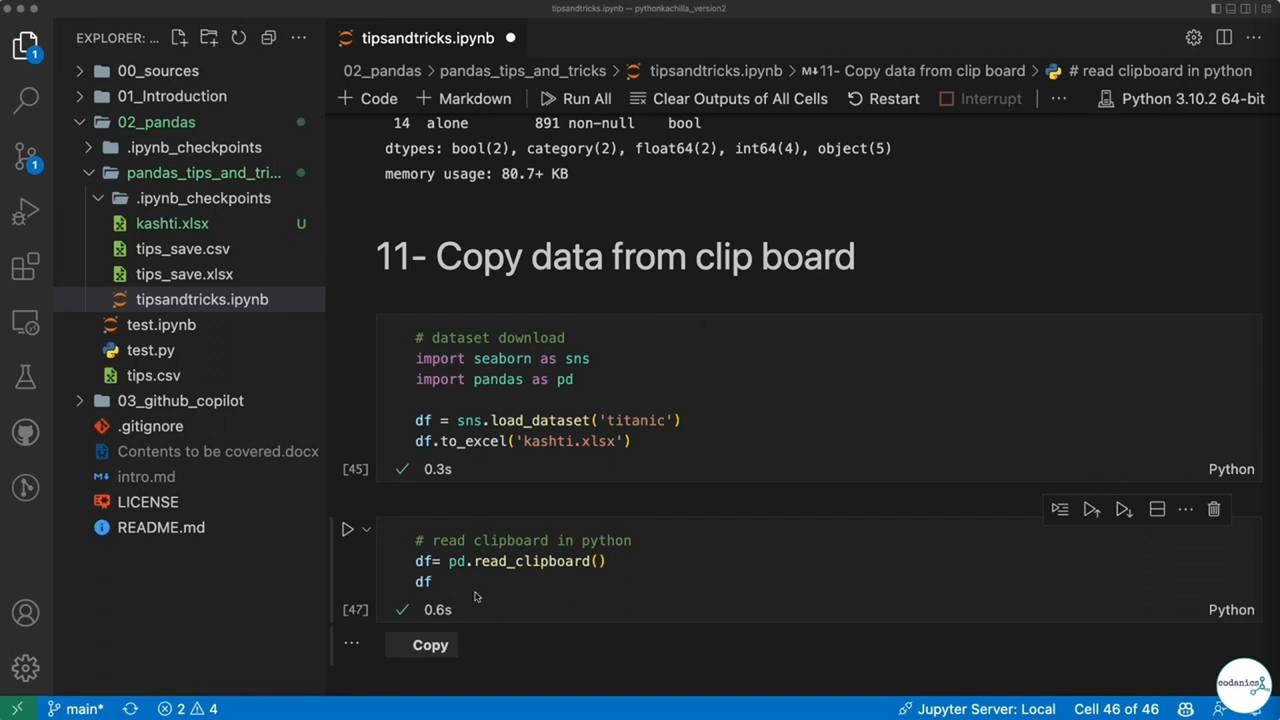 tipsandtricks.ipynb — pythonkachilla_version2
EXPLORER: ...
tipsandtricks.ipynb
02_pandas > pandas_tips_and_tricks > tipsandtricks.ipynb > 11- Copy data from clip board > # read clipboard in python
+ Code + Markdown Run All Clear Outputs of All Cells Restart Interrupt ... Python 3.10.2 64-bit
1
1
00_sources
01_Introduction
02_pandas
.ipynb_checkpoints
pandas_tips_and_tri...
.ipynb_checkpoints
kashti.xlsx U
tips_save.csv
tips_save.xlsx
tipsandtricks.ipynb
test.ipynb
test.py
tips.csv
03_github_copilot
.gitignore
Contents to be covered.docx
intro.md
LICENSE
README.md
14 alone 891 non-null bool
dtypes: bool(2), category(2), float64(2), int64(4), object(5)
memory usage: 80.7+ KB
11- Copy data from clip board
# dataset download
import seaborn as sns
import pandas as pd
df = sns.load_dataset('titanic')
df.to_excel('kashti.xlsx')
[45] 0.3s Python
# read clipboard in python
df= pd.read_clipboard()
df
[47] 0.6s Python
... Copy
codanics
main* 2 4 Jupyter Server: Local Cell 46 of 46